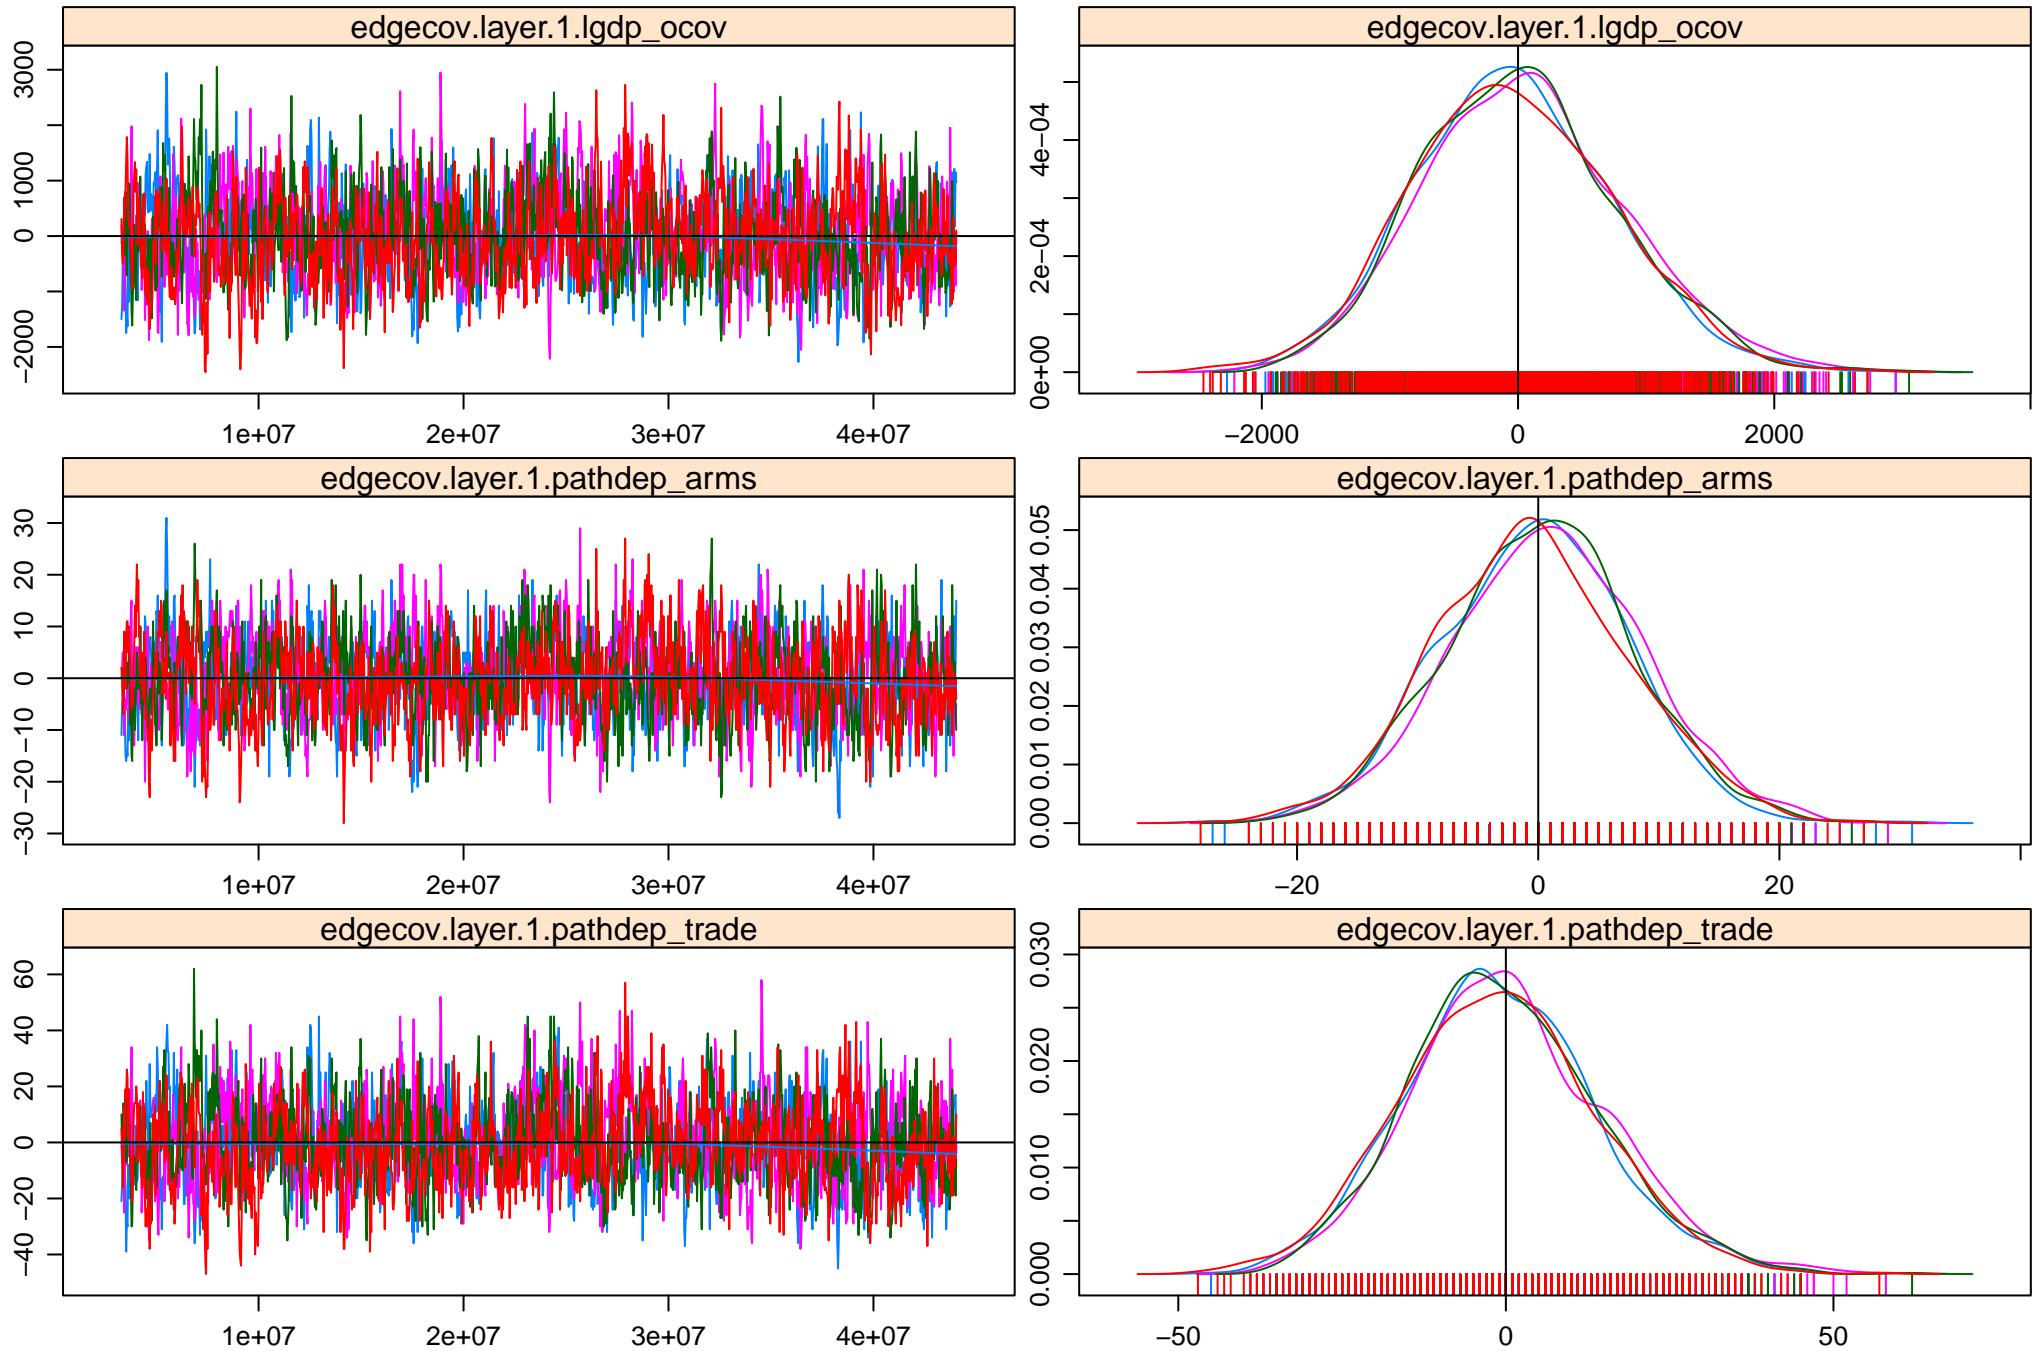 edgecov.layer.1.lgdp_ocov
3000
1000
0
−2000
1e+07 2e+07 3e+07 4e+07
edgecov.layer.1.lgdp_ocov
4e−04
2e−04
0e+00
−2000 0 2000
edgecov.layer.1.pathdep_arms
30
20
10
0
−10
−20
−30
1e+07 2e+07 3e+07 4e+07
edgecov.layer.1.pathdep_arms
0.05
0.04
0.03
0.02
0.01
0.00
−20 0 20
edgecov.layer.1.pathdep_trade
60
40
20
0
−20
−40
1e+07 2e+07 3e+07 4e+07
edgecov.layer.1.pathdep_trade
0.030
0.020
0.010
0.000
−50 0 50